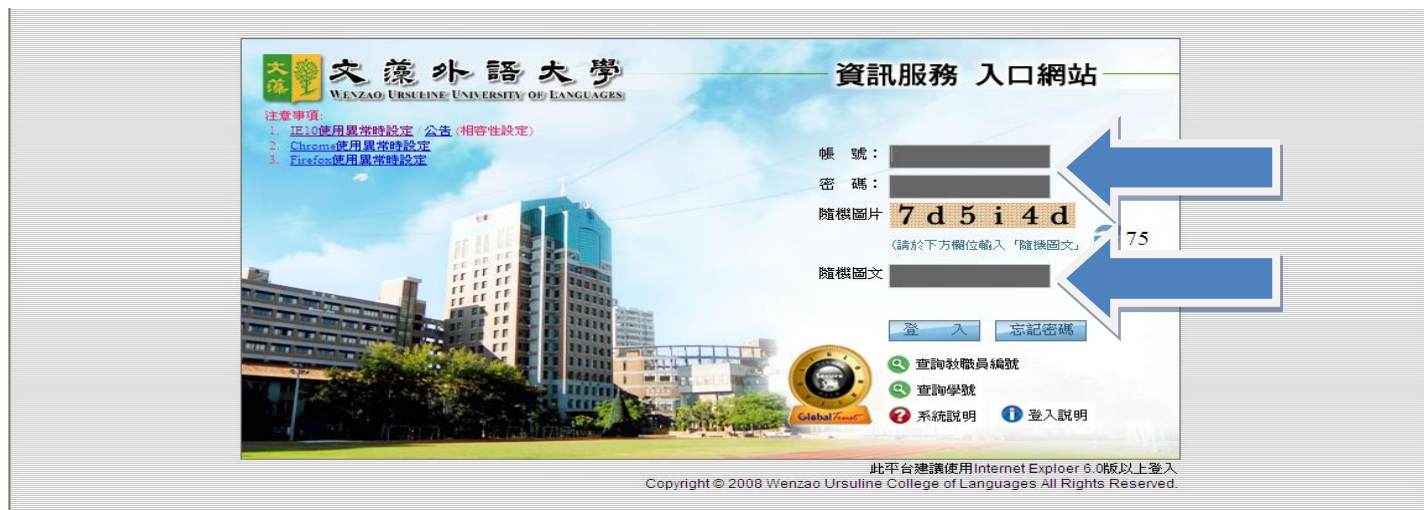 文藻
文藻外語大學
WENZAO URSULINE UNIVERSITY OF LANGUAGES
資訊服務 入口網站
注意事項:
1. IE10使用異常時設定 / 公告 (相容性設定)
2. Chrome使用異常時設定
3. Firefox使用異常時設定
帳 號：
密 碼：
隨機圖片 7 d 5 i 4 d
(請於下方欄位輸入「隨機圖文」 75
隨機圖文
登 入 忘記密碼
查詢教職員編號
查詢學號
系統說明 登入說明
Secure
GlobalTrust
此平台建議使用Internet Exploer 6.0版以上登入
Copyright © 2008 Wenzao Ursuline College of Languages All Rights Reserved.